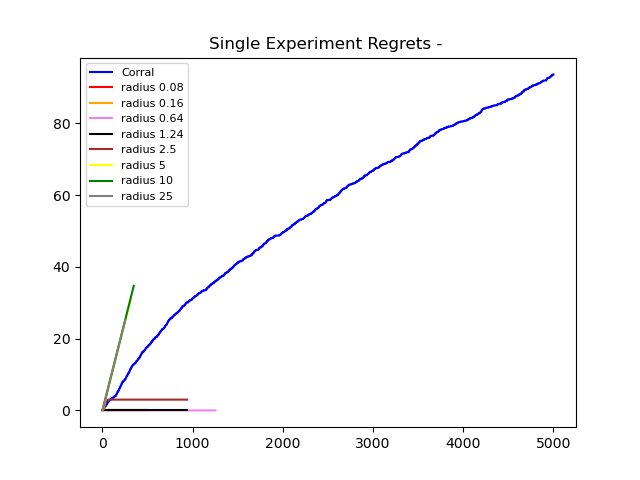 Single Experiment Regrets -
Corral
radius 0.08
radius 0.16
radius 0.64
radius 1.24
radius 2.5
radius 5
radius 10
radius 25
80
60
40
20
0
0 1000 2000 3000 4000 5000